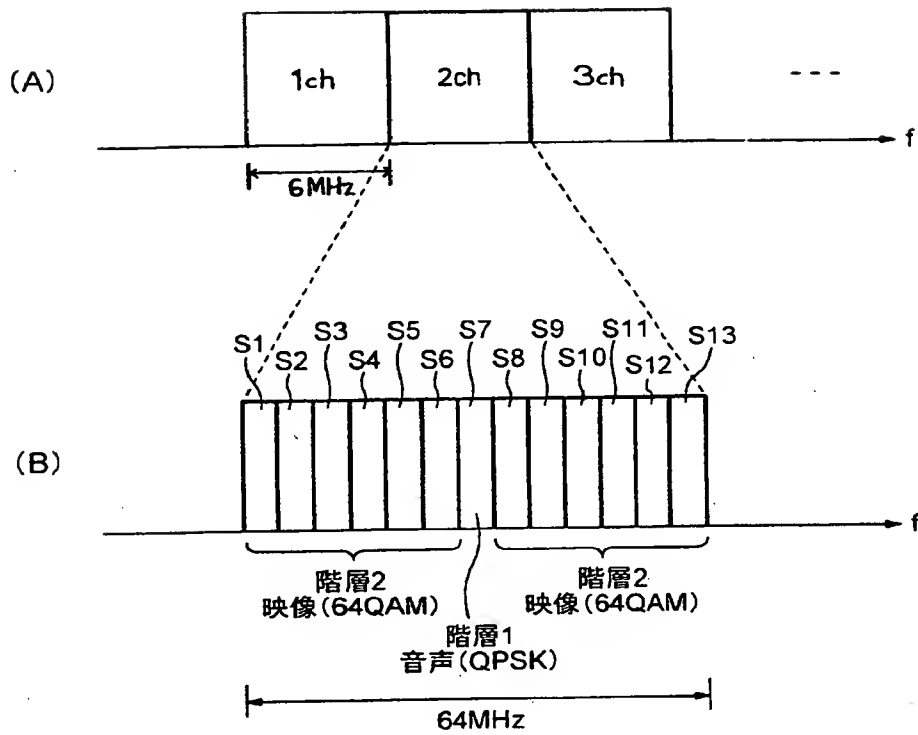 (A)
1ch 2ch 3ch ---
f
6MHz
S1 S2 S3 S4 S5 S6 S7 S8 S9 S10 S11 S12 S13
(B)
f
階層2 階層2
映像(64QAM) 映像(64QAM)
階層1
音声(QPSK)
64MHz